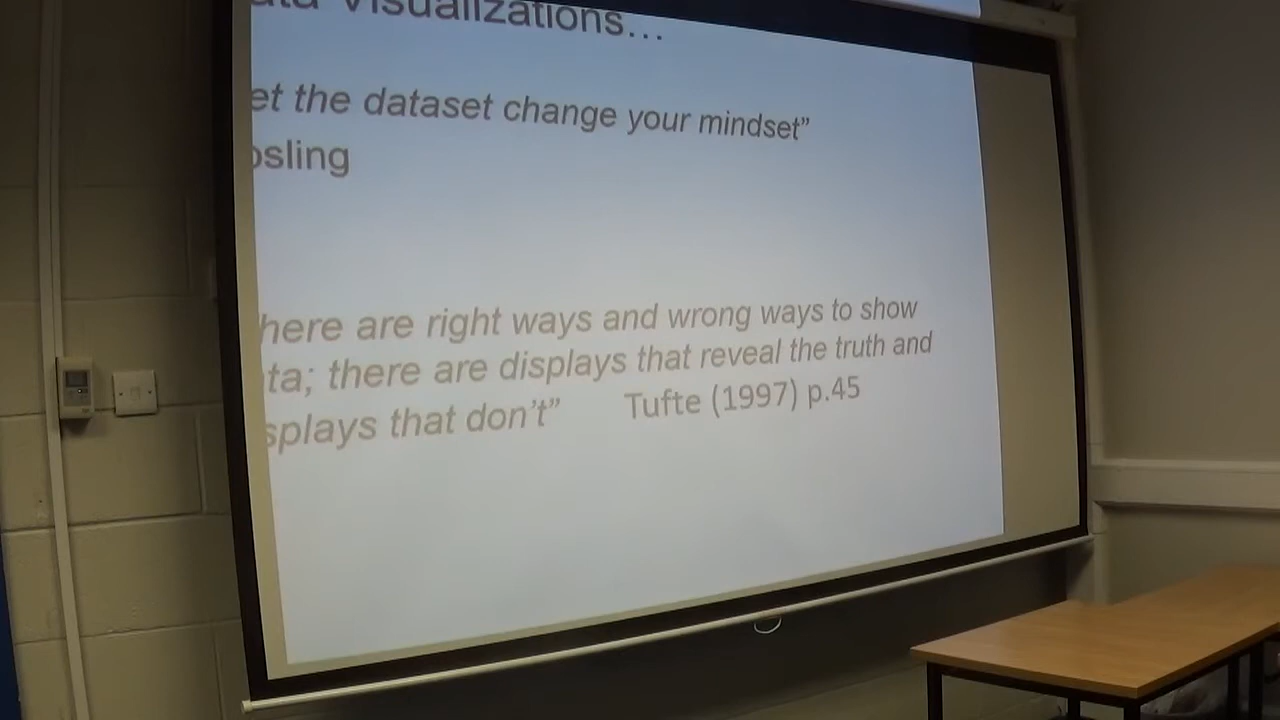 Visualizations...
et the dataset change your mindset”
osling
here are right ways and wrong ways to show
ta; there are displays that reveal the truth and
splays that don’t” Tufte (1997) p.45